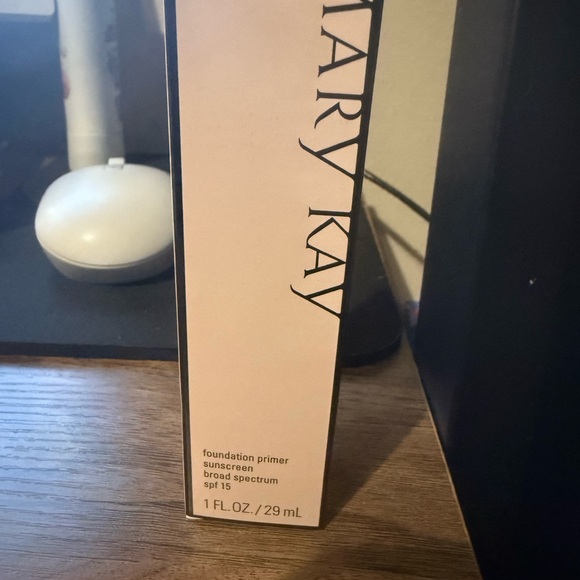 MARY KAY
foundation primer
sunscreen
broad spectrum
spf 15
1 FL.OZ./29 mL